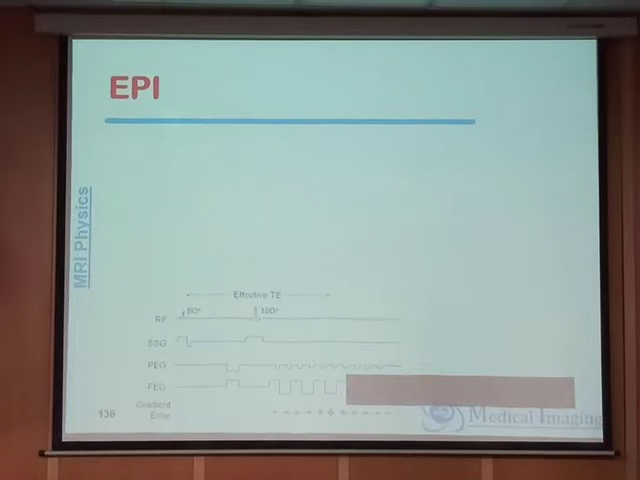 EPI
MRI Physics
Effective TE
RF 90° 180°
SSG
PEG
FEG
Gradient
Echo
136
Medical Imaging